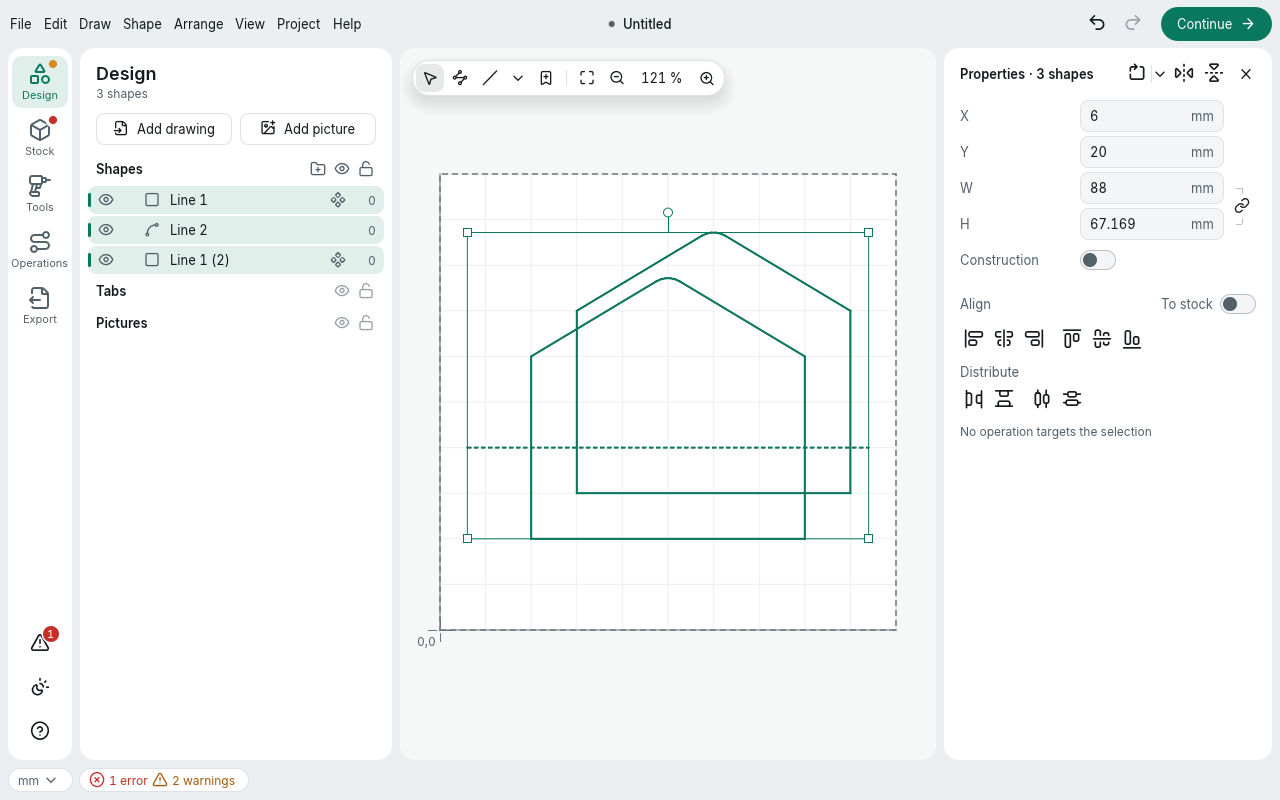 File Edit Draw Shape Arrange View Project Help
Untitled
Continue
Design
Stock
Tools
Operations
Export
1
Design
3 shapes
Add drawing
Add picture
Shapes
Line 1 0
Line 2 0
Line 1 (2) 0
Tabs
Pictures
121 %
0,0
Properties · 3 shapes
X 6 mm
Y 20 mm
W 88 mm
H 67.169 mm
Construction
Align To stock
Distribute
No operation targets the selection
mm
1 error 2 warnings